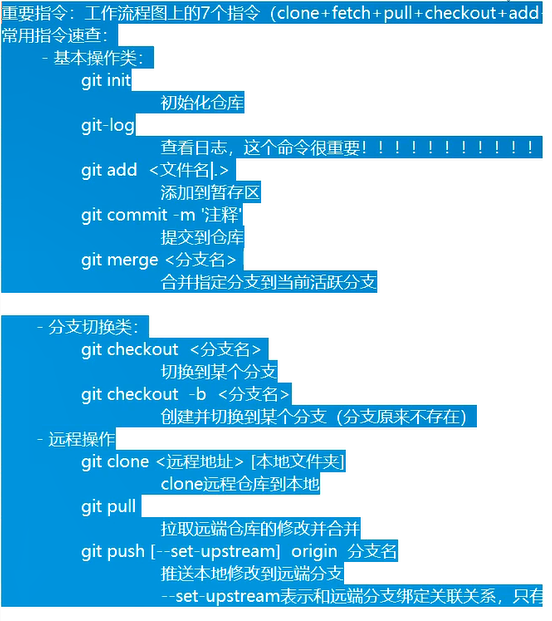 重要指令：工作流程图上的7个指令（clone+fetch+pull+checkout+add
常用指令速查：
- 基本操作类：
git init
初始化仓库
git-log
查看日志，这个命令很重要！！！！！！！！！！！
git add <文件名|.>
添加到暂存区
git commit -m '注释'
提交到仓库
git merge <分支名>
合并指定分支到当前活跃分支
- 分支切换类：
git checkout <分支名>
切换到某个分支
git checkout -b <分支名>
创建并切换到某个分支（分支原来不存在）
- 远程操作
git clone <远程地址> [本地文件夹]
clone远程仓库到本地
git pull
拉取远端仓库的修改并合并
git push [--set-upstream] origin 分支名
推送本地修改到远端分支
--set-upstream表示和远端分支绑定关联关系，只有